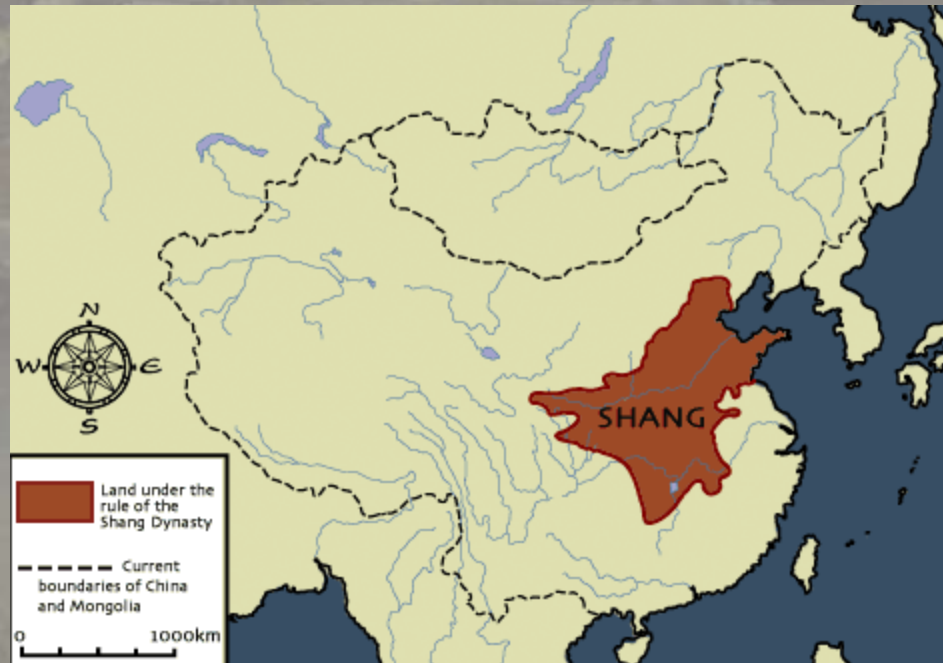 N
W E
S
SHANG
Land under the
rule of the
Shang Dynasty
Current
boundaries of China
and Mongolia
0 1000km